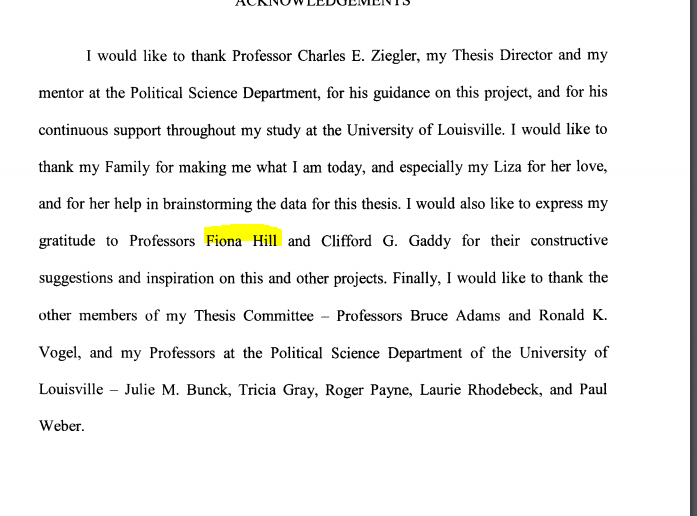 ACKNOWLEDGEMENTS
I would like to thank Professor Charles E. Ziegler, my Thesis Director and my
mentor at the Political Science Department, for his guidance on this project, and for his
continuous support throughout my study at the University of Louisville. I would like to
thank my Family for making me what I am today, and especially my Liza for her love,
and for her help in brainstorming the data for this thesis. I would also like to express my
gratitude to Professors Fiona Hill and Clifford G. Gaddy for their constructive
suggestions and inspiration on this and other projects. Finally, I would like to thank the
other members of my Thesis Committee – Professors Bruce Adams and Ronald K.
Vogel, and my Professors at the Political Science Department of the University of
Louisville – Julie M. Bunck, Tricia Gray, Roger Payne, Laurie Rhodebeck, and Paul
Weber.